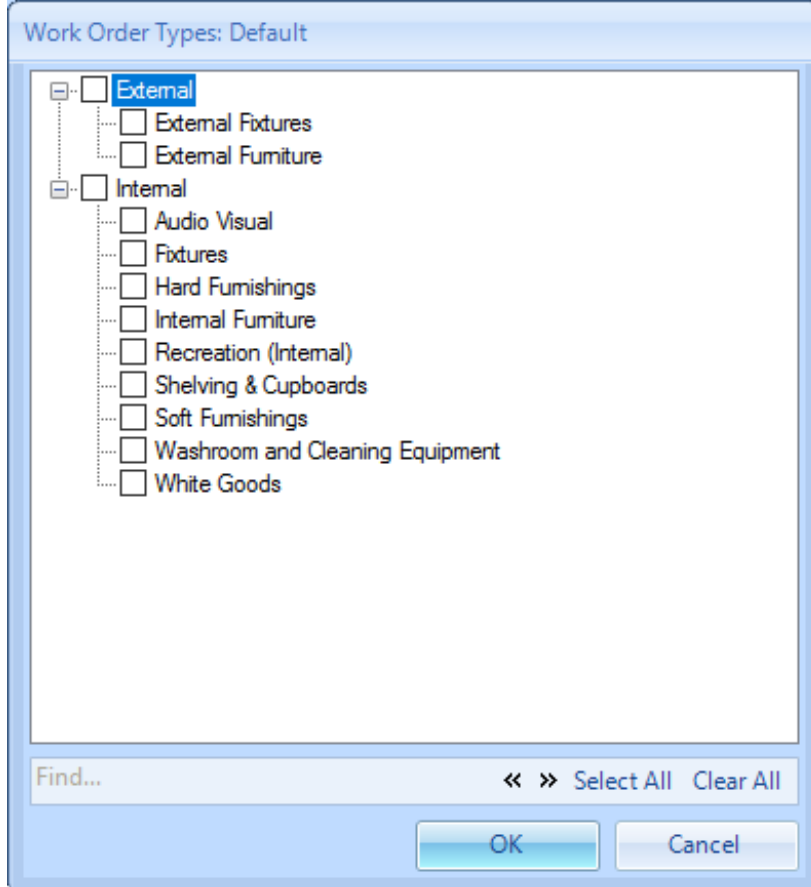 Work Order Types: Default
External
External Fixtures
External Furniture
Internal
Audio Visual
Fixtures
Hard Furnishings
Internal Furniture
Recreation (Internal)
Shelving & Cupboards
Soft Furnishings
Washroom and Cleaning Equipment
White Goods
Find... « » Select All Clear All
OK Cancel